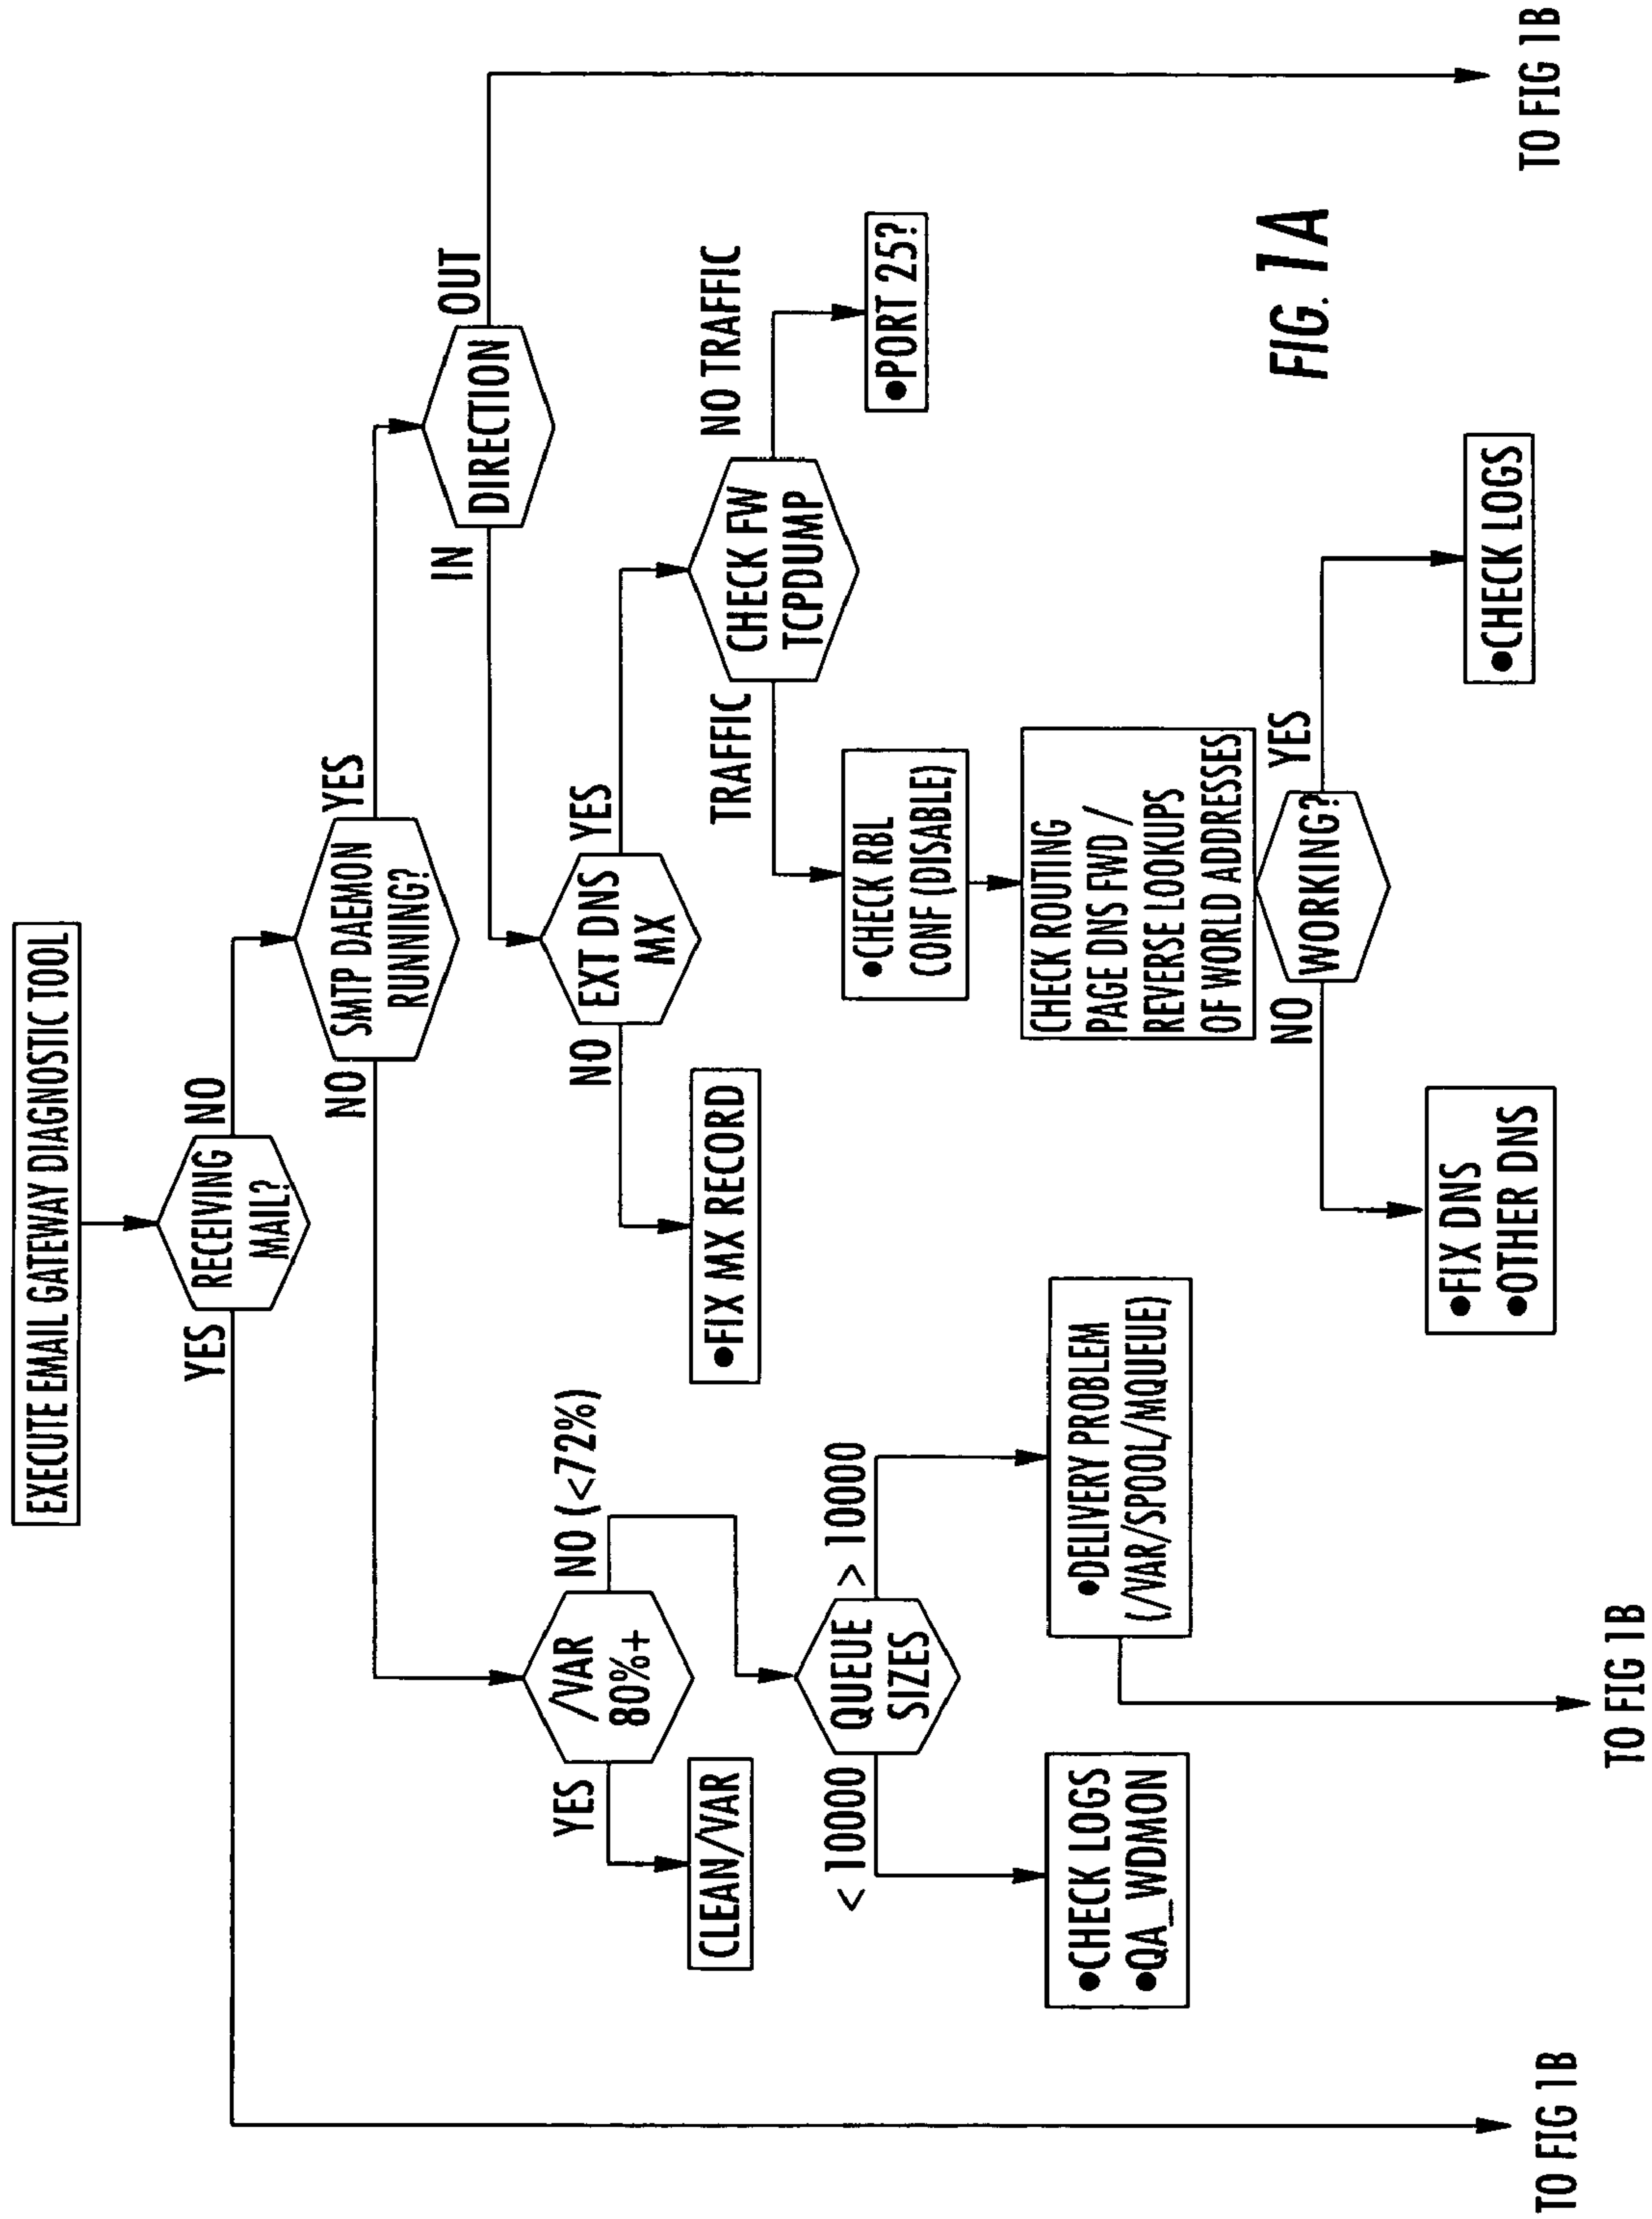 EXECUTE EMAIL GATEWAY DIAGNOSTIC TOOL
RECEIVING
MAIL?
YES
NO
SMTP DAEMON
RUNNING?
NO
YES
DIRECTION
IN
OUT
/VAR
80%+
YES
NO (<72%)
EXT DNS
MX
NO
YES
CLEAN/VAR
•FIX MX RECORD
CHECK FW
TCPDUMP
TRAFFIC
NO TRAFFIC
QUEUE
SIZES
< 10000
> 10000
•CHECK RBL
CONF (DISABLE)
•PORT 25?
•CHECK LOGS
•QA_WDMON
•DELIVERY PROBLEM
(/VAR/SPOOL/MQUEUE)
CHECK ROUTING
PAGE DNS FWD /
REVERSE LOOKUPS
OF WORLD ADDRESSES
WORKING?
NO
YES
•FIX DNS
•OTHER DNS
•CHECK LOGS
FIG. 1A
TO FIG 1B
TO FIG 1B
TO FIG 1B